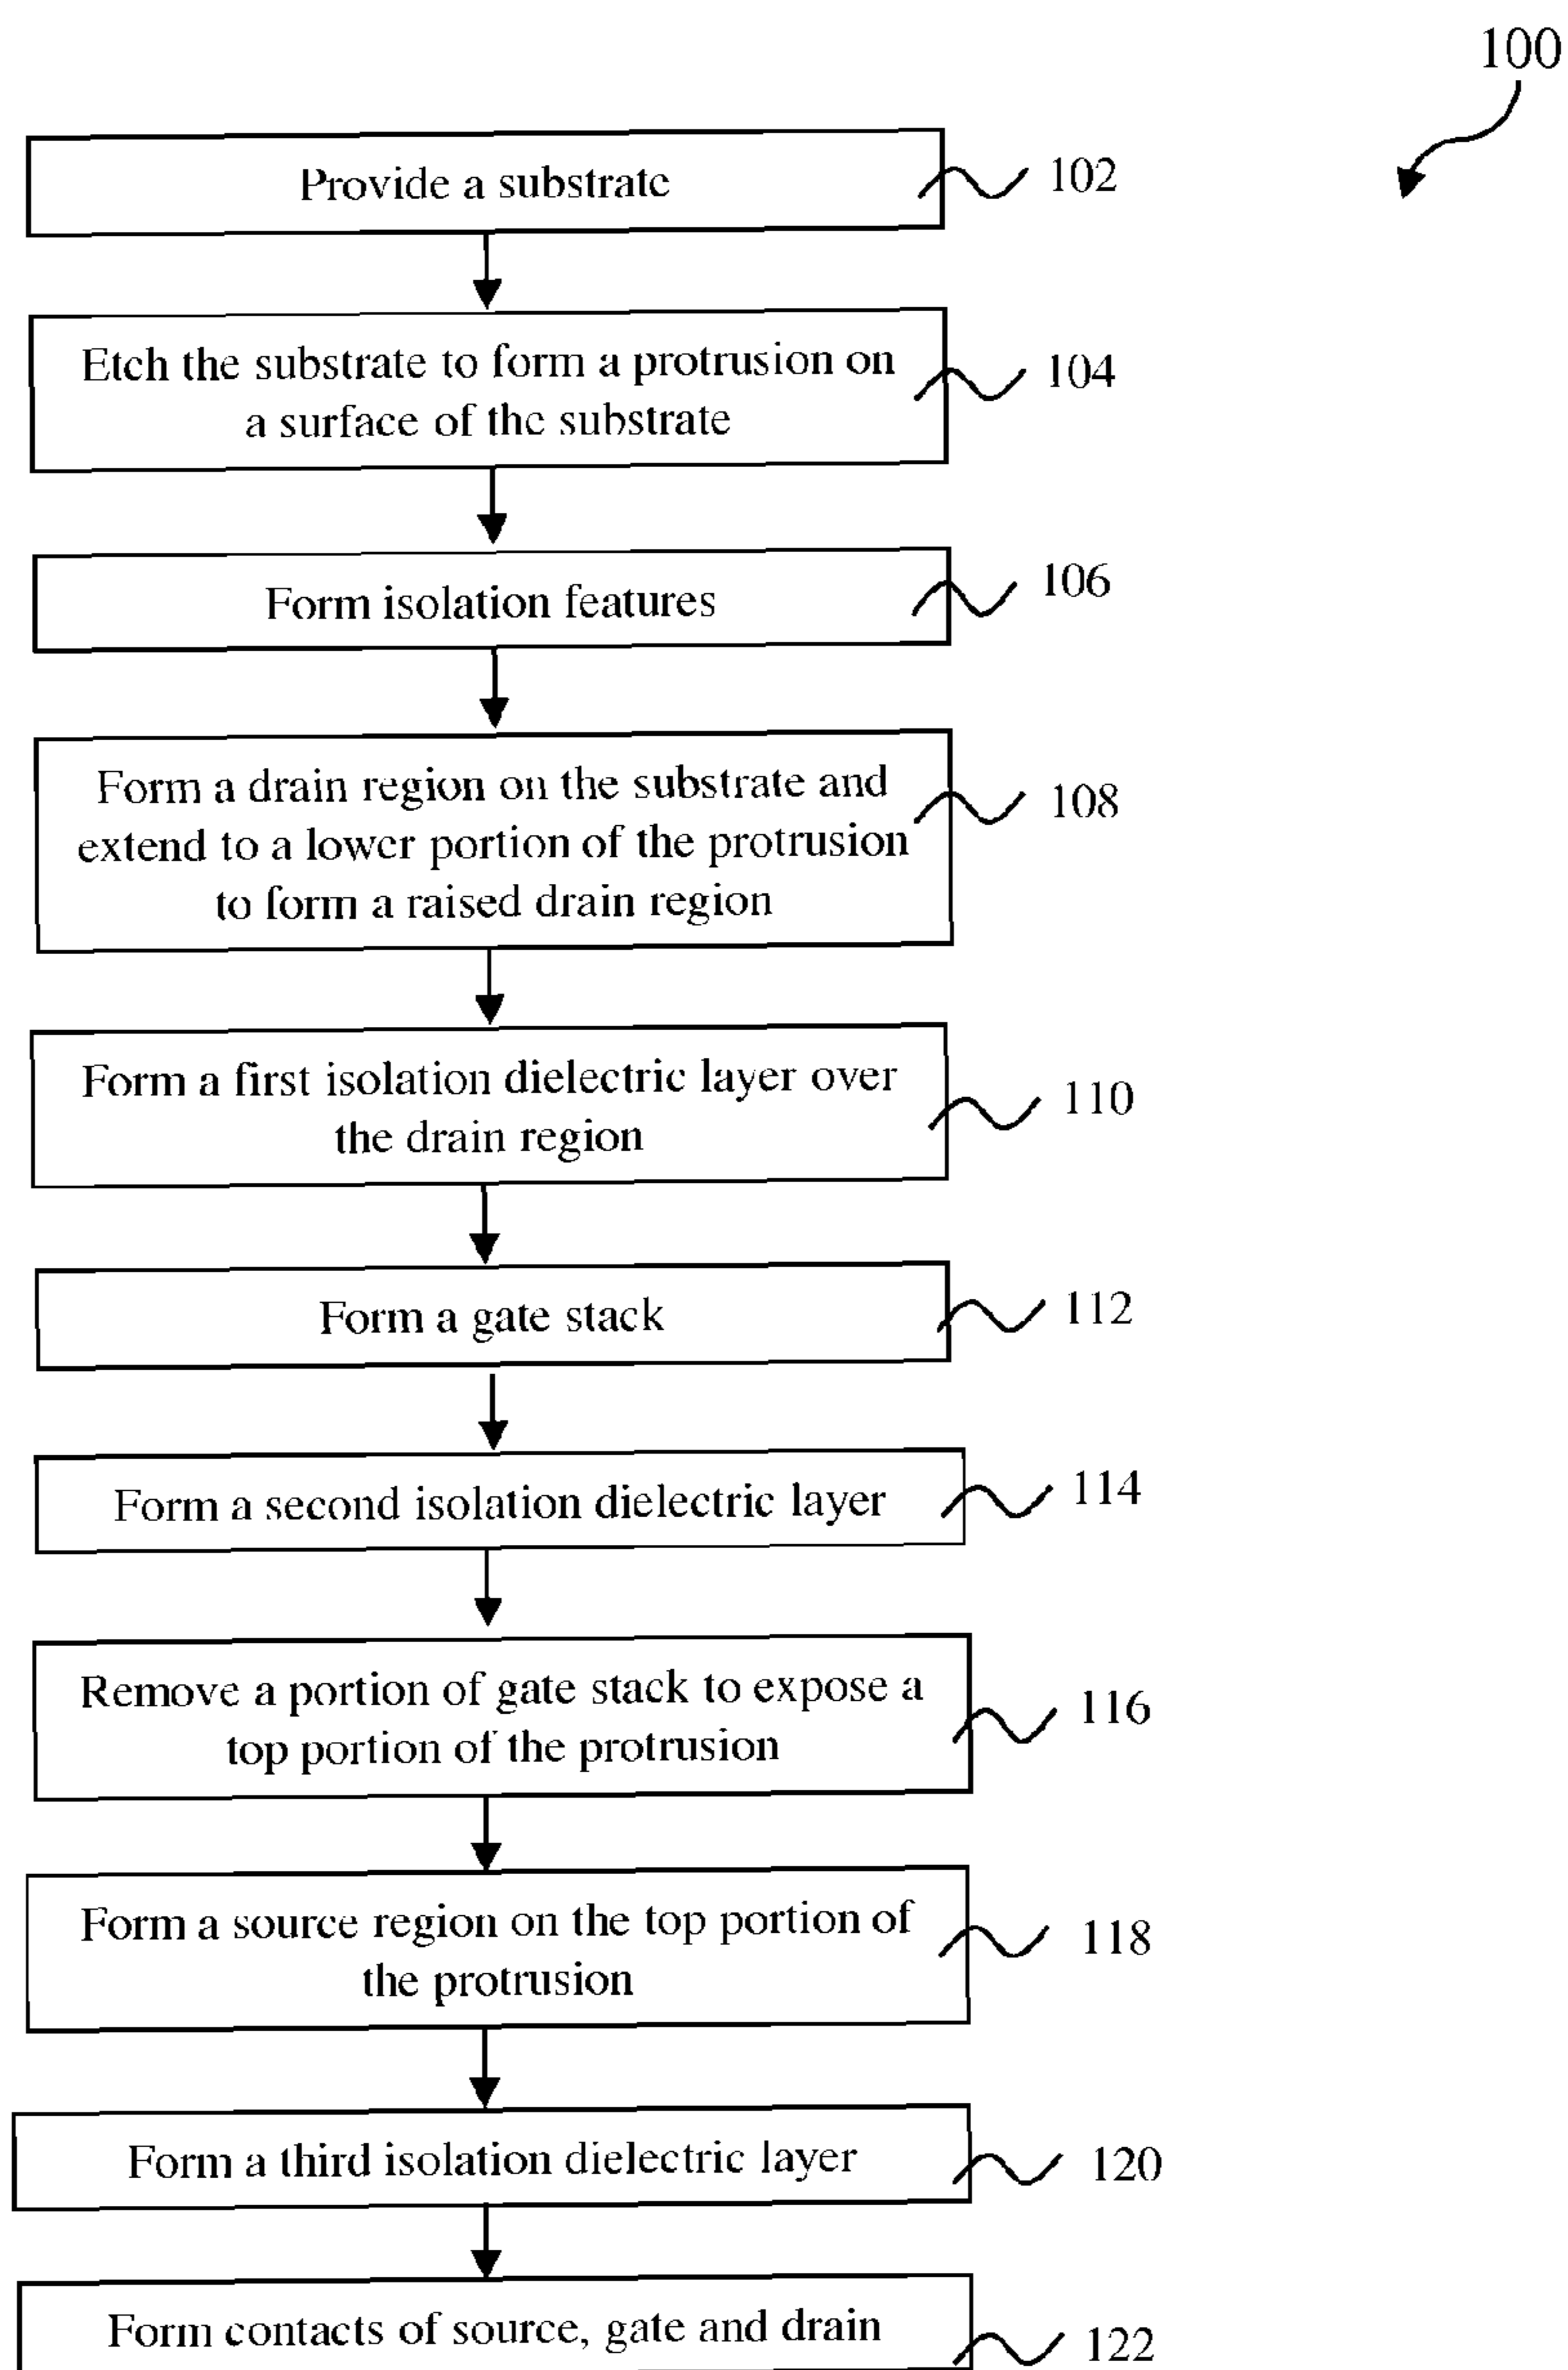 100
Provide a substrate
102
Etch the substrate to form a protrusion on
a surface of the substrate
104
Form isolation features
106
Form a drain region on the substrate and
extend to a lower portion of the protrusion
to form a raised drain region
108
Form a first isolation dielectric layer over
the drain region
110
Form a gate stack
112
Form a second isolation dielectric layer
114
Remove a portion of gate stack to expose a
top portion of the protrusion
116
Form a source region on the top portion of
the protrusion
118
Form a third isolation dielectric layer
120
Form contacts of source, gate and drain
122